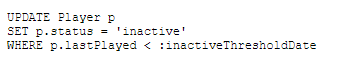 UPDATE Player p
SET p.status = 'inactive'
WHERE p.lastPlayed < :inactiveThresholdDate